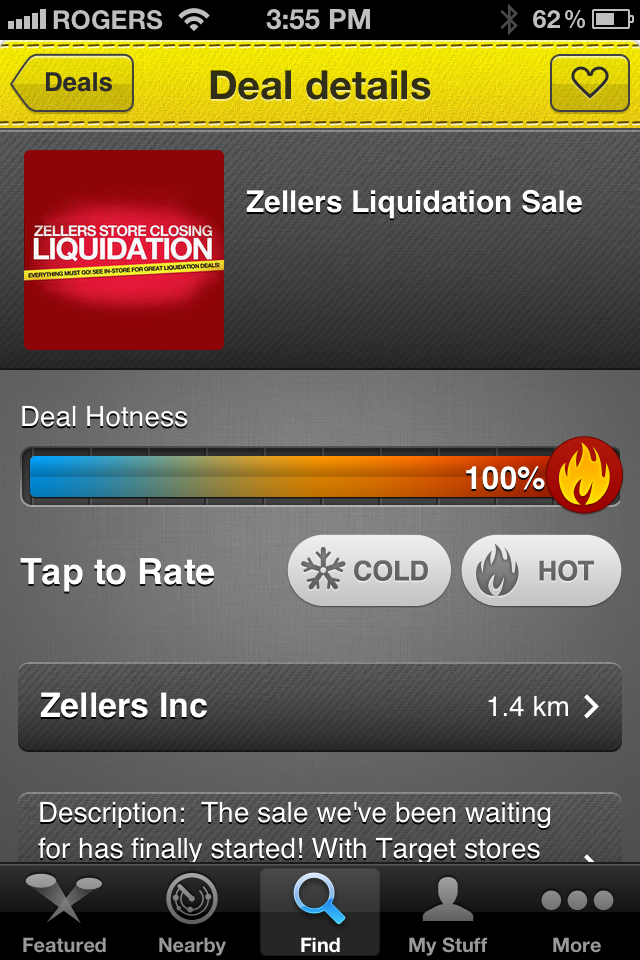 ROGERS 3:55 PM 62%
Deals Deal details
Zellers Liquidation Sale
ZELLERS STORE CLOSING
LIQUIDATION
EVERYTHING MUST GO! SEE IN-STORE FOR GREAT LIQUIDATION DEALS!
Deal Hotness
100%
Tap to Rate COLD HOT
Zellers Inc 1.4 km
Description: The sale we've been waiting
for has finally started! With Target stores
Featured Nearby Find My Stuff More